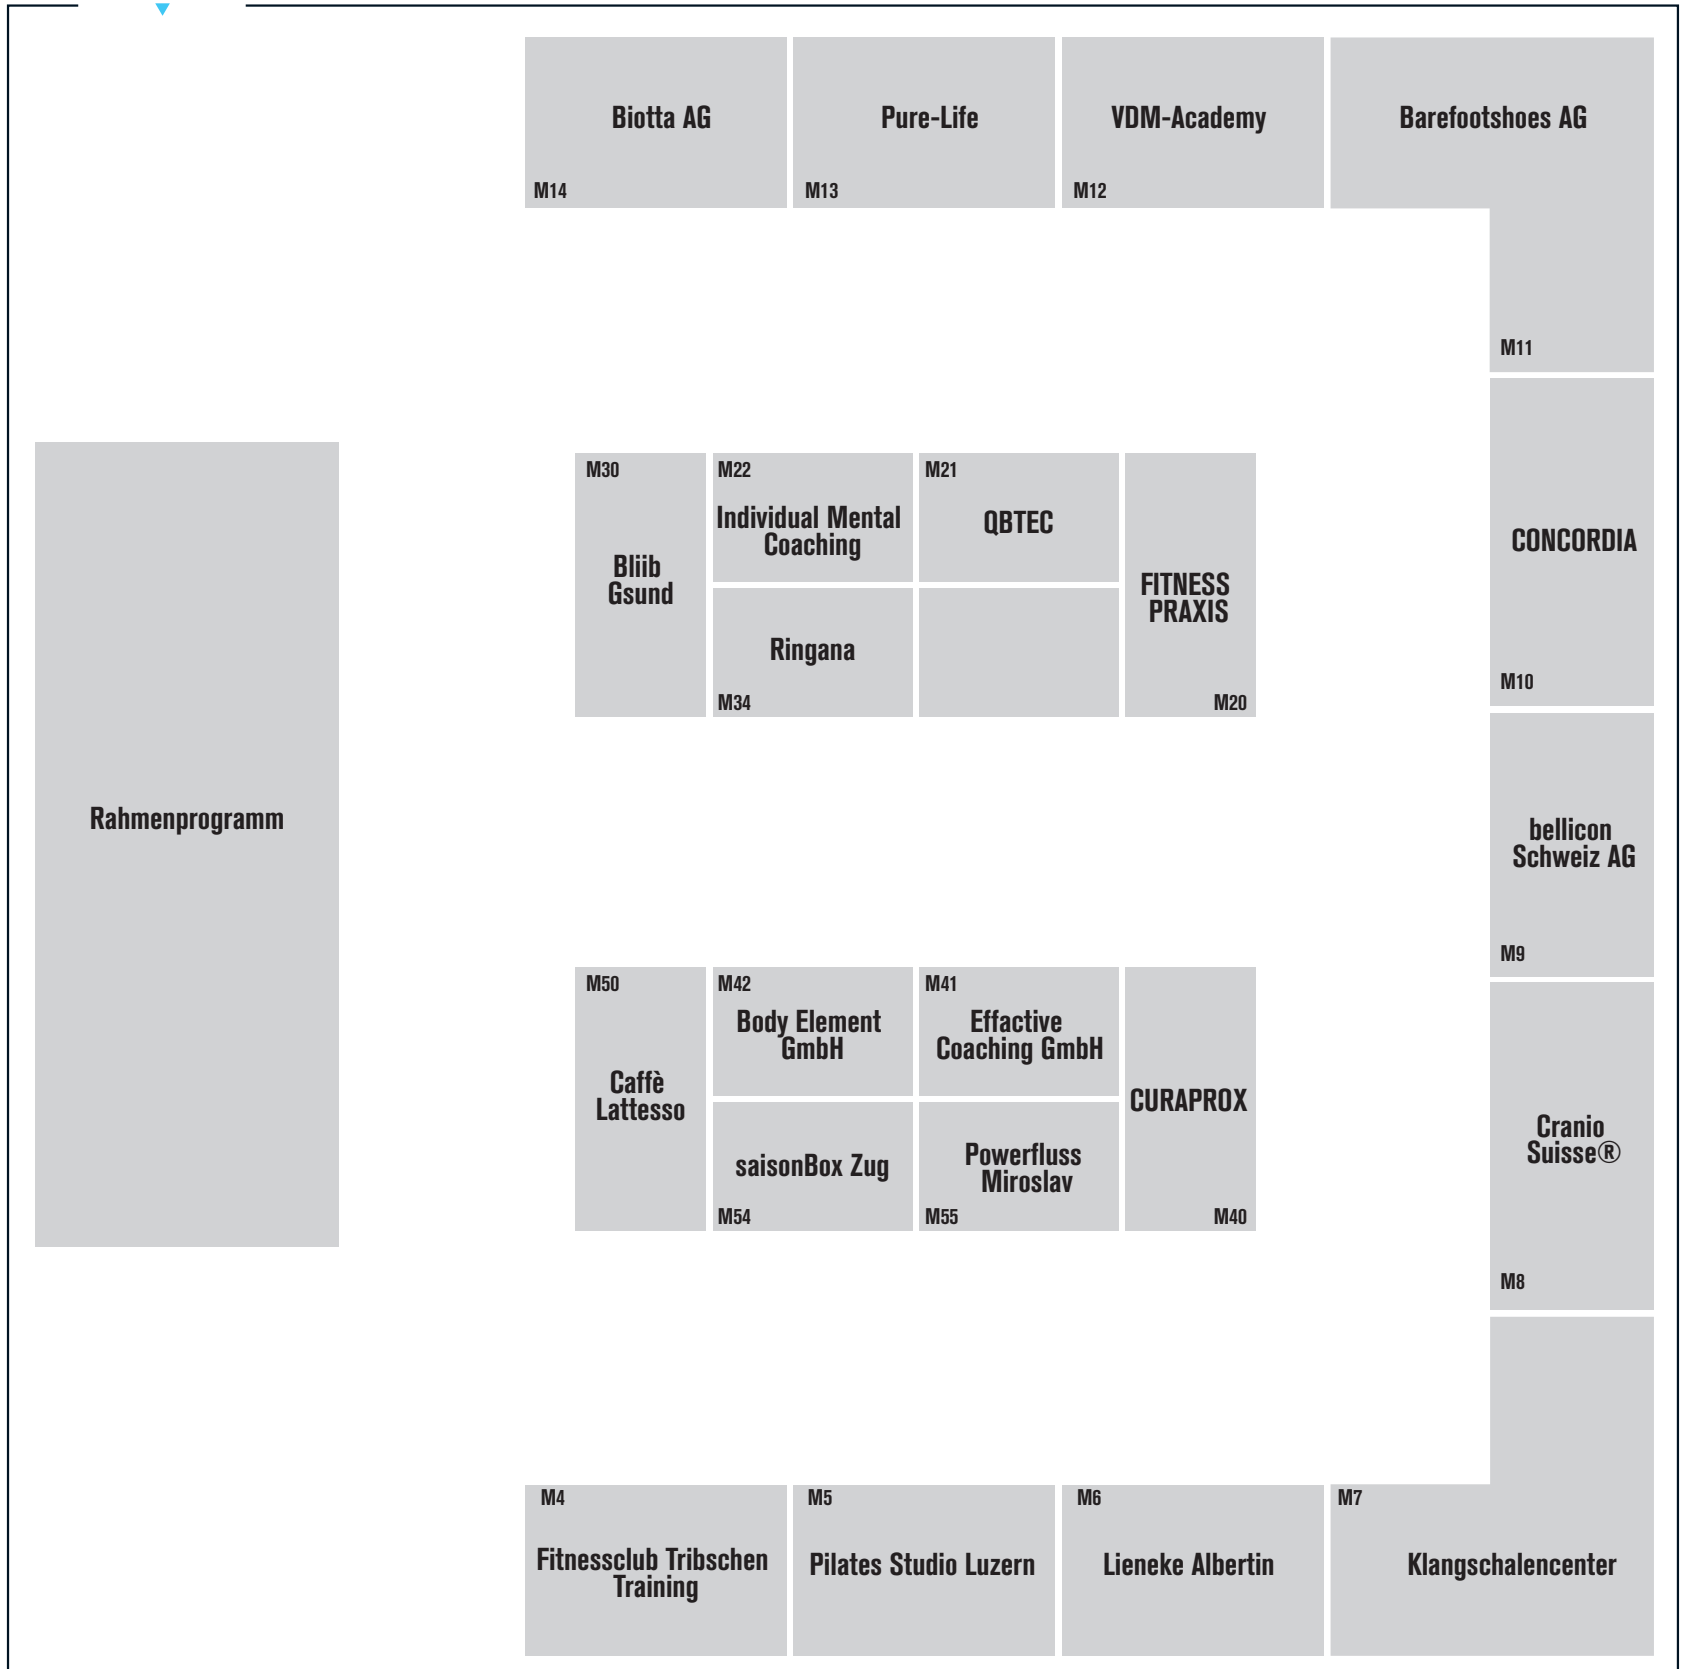 Biotta AG
M14
Pure-Life
M13
VDM-Academy
M12
Barefootshoes AG
M11
M30
Bliib
Gsund
M22
Individual Mental
Coaching
M21
QBTEC
Ringana
M34
FITNESS
PRAXIS
M20
CONCORDIA
M10
Rahmenprogramm
bellicon
Schweiz AG
M9
M50
Caffè
Lattesso
M42
Body Element
GmbH
M41
Effactive
Coaching GmbH
saisonBox Zug
M54
Powerfluss
Miroslav
M55
CURAPROX
M40
Cranio
Suisse®
M8
M4
Fitnessclub Tribschen
Training
M5
Pilates Studio Luzern
M6
Lieneke Albertin
M7
Klangschalencenter